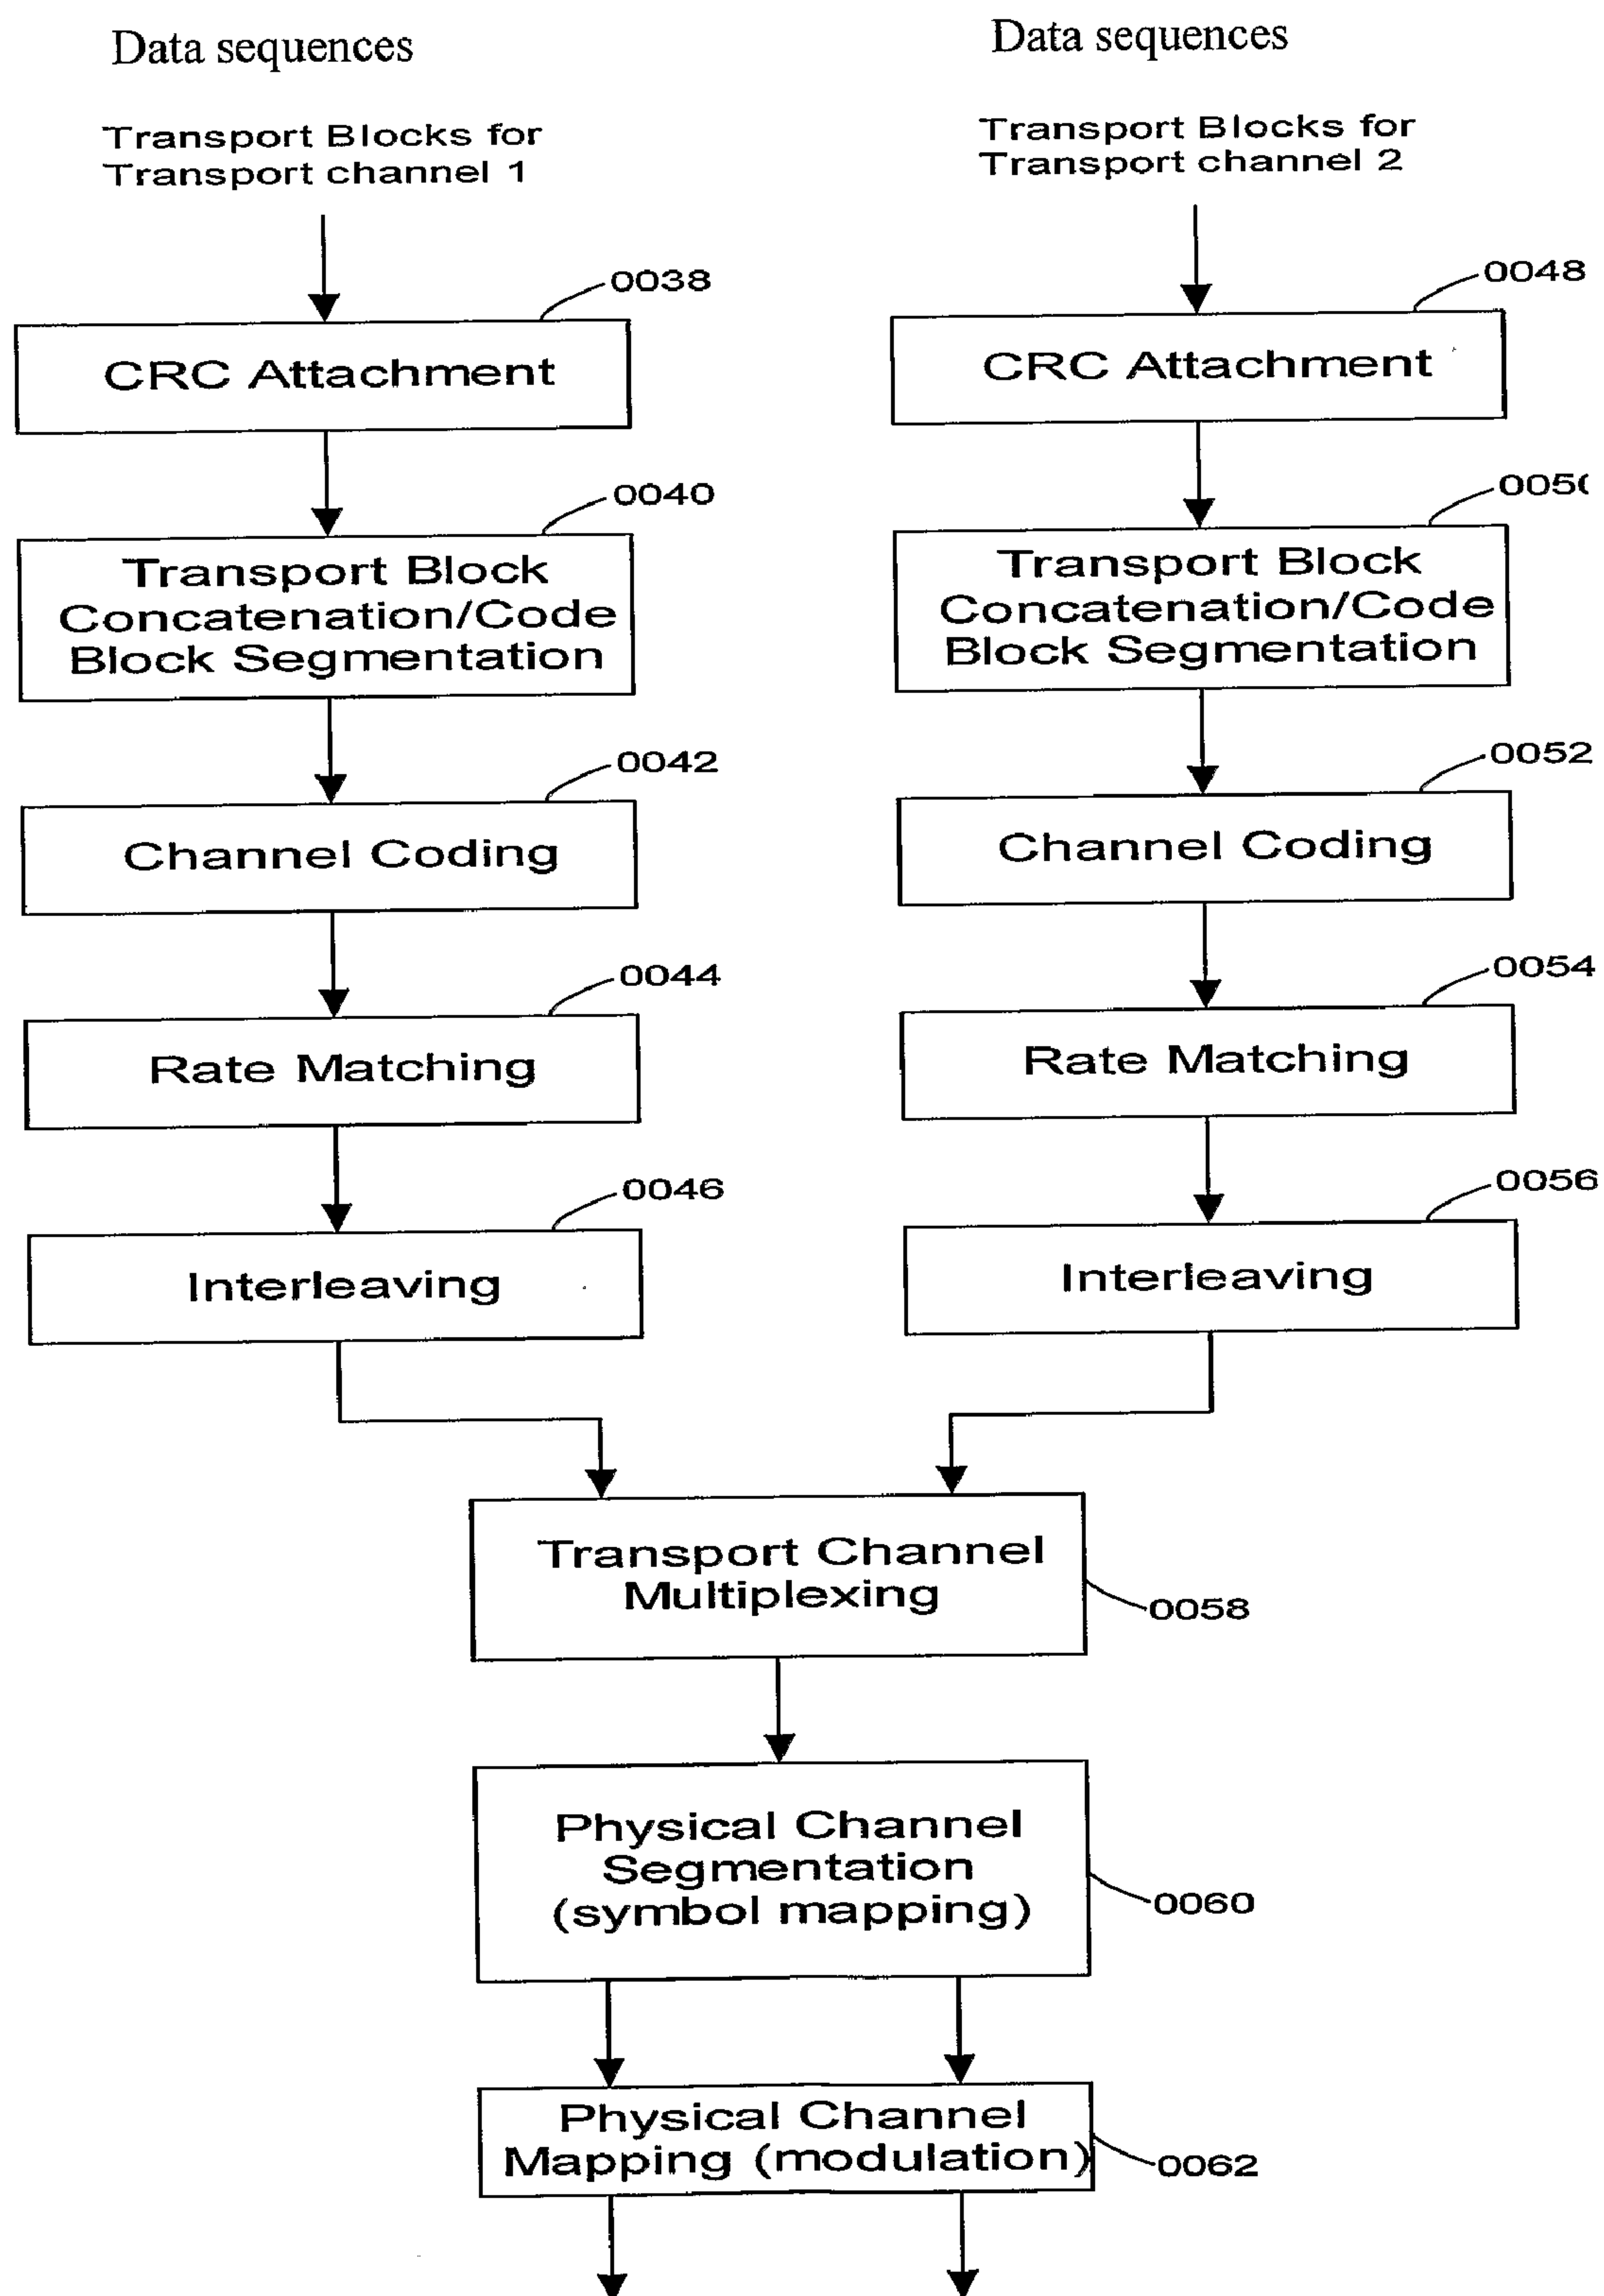 Data sequences
Transport Blocks for
Transport channel 1
0038
CRC Attachment
0040
Transport Block
Concatenation/Code
Block Segmentation
0042
Channel Coding
0044
Rate Matching
0046
Interleaving
Data sequences
Transport Blocks for
Transport channel 2
0048
CRC Attachment
Transport Block
Concatenation/Code
Block Segmentation
0052
Channel Coding
0054
Rate Matching
0056
Interleaving
Transport Channel
Multiplexing
0058
Physical Channel
Segmentation
(symbol mapping)
0060
Physical Channel
Mapping (modulation)
0062